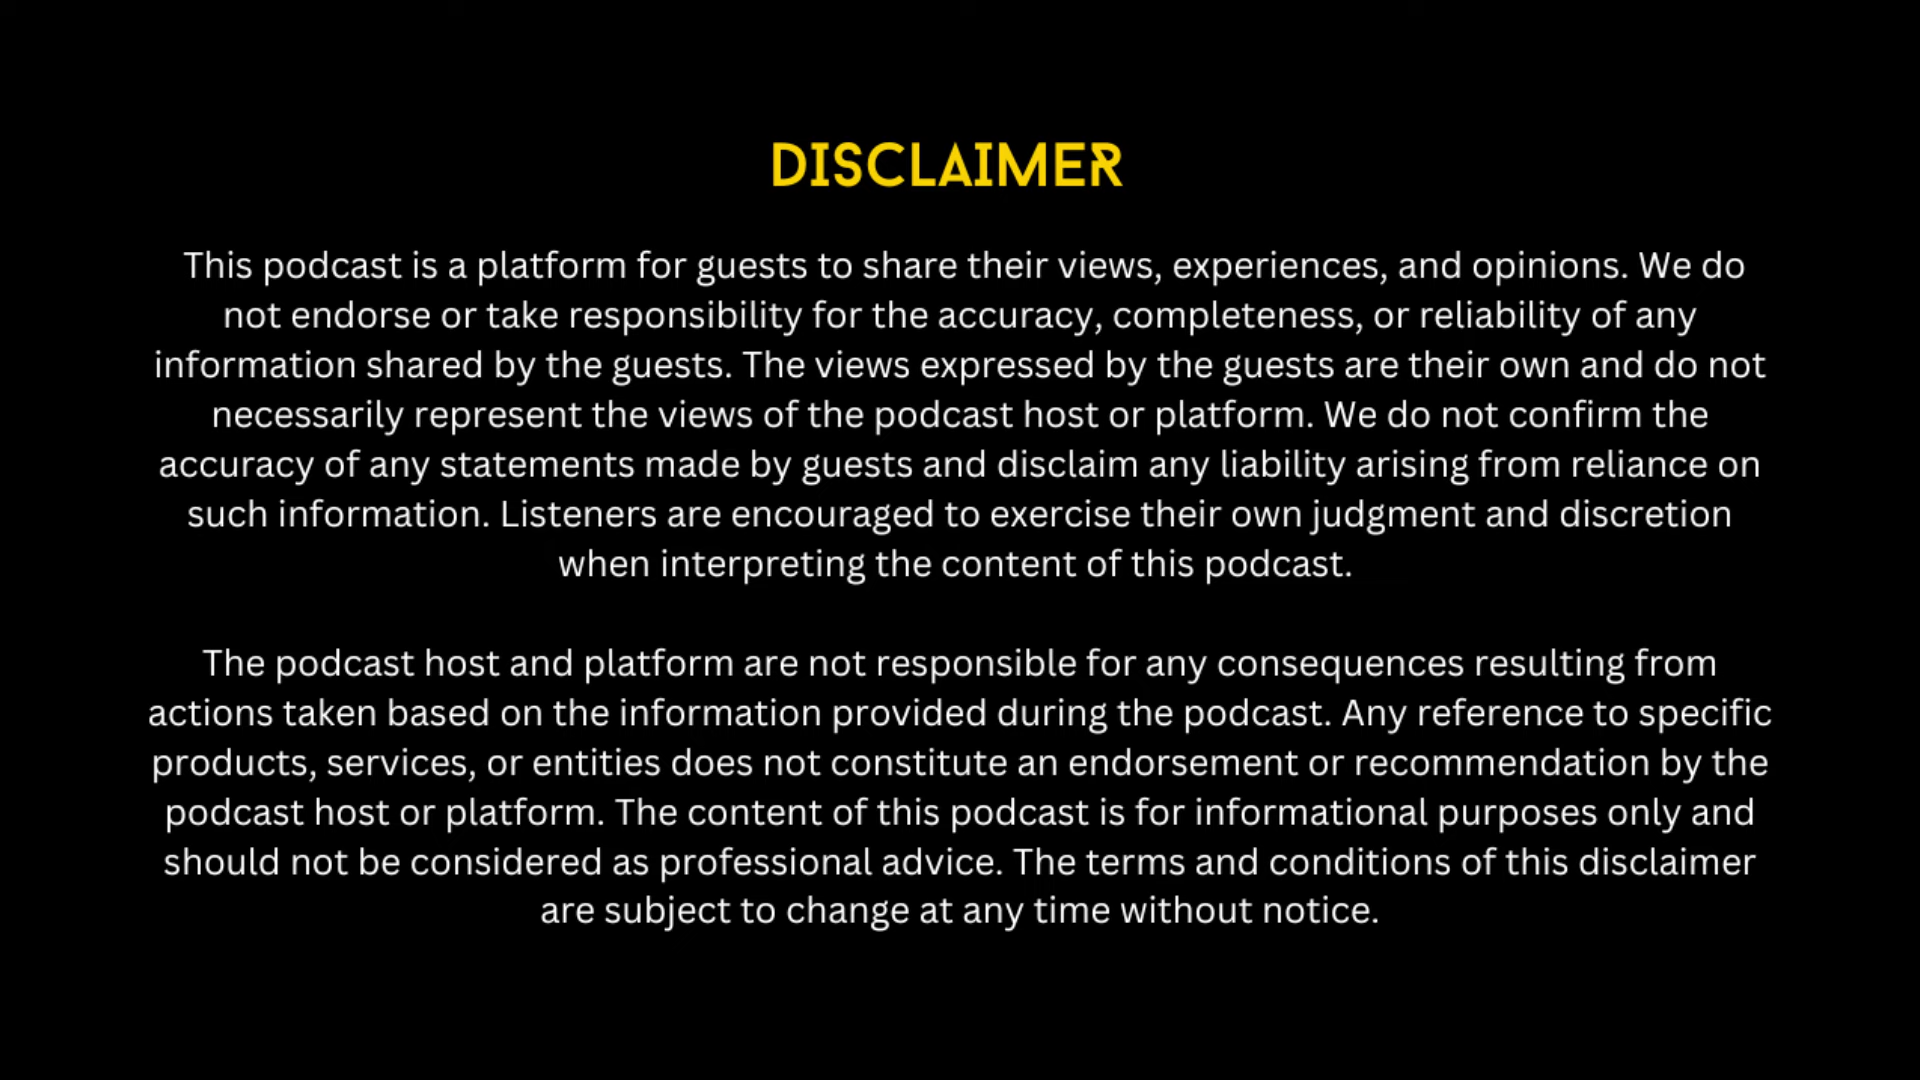 DISCLAIMER
This podcast is a platform for guests to share their views, experiences, and opinions. We do
not endorse or take responsibility for the accuracy, completeness, or reliability of any
information shared by the guests. The views expressed by the guests are their own and do not
necessarily represent the views of the podcast host or platform. We do not confirm the
accuracy of any statements made by guests and disclaim any liability arising from reliance on
such information. Listeners are encouraged to exercise their own judgment and discretion
when interpreting the content of this podcast.
The podcast host and platform are not responsible for any consequences resulting from
actions taken based on the information provided during the podcast. Any reference to specific
products, services, or entities does not constitute an endorsement or recommendation by the
podcast host or platform. The content of this podcast is for informational purposes only and
should not be considered as professional advice. The terms and conditions of this disclaimer
are subject to change at any time without notice.